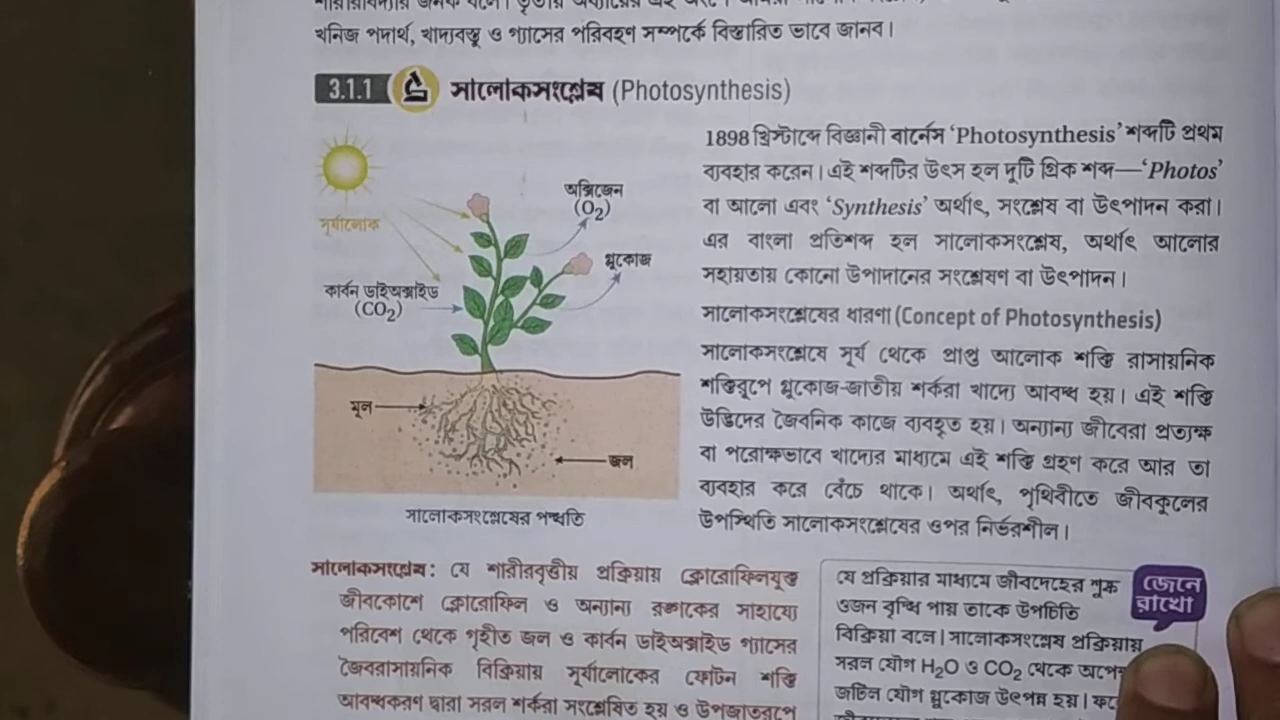 খনিজ পদার্থ, খাদ্যবস্তু ও গ্যাসের পরিবহণ সম্পর্কে বিস্তারিত ভাবে জানব।
3.1.1 সালোকসংশ্লেষ (Photosynthesis)
সূর্যালোক
অক্সিজেন
(O₂)
গ্লুকোজ
কার্বন ডাইঅক্সাইড
(CO₂)
মূল
জল
সালোকসংশ্লেষের পদ্ধতি
1898 খ্রিস্টাব্দে বিজ্ঞানী বার্নেস ‘Photosynthesis’ শব্দটি প্রথম
ব্যবহার করেন। এই শব্দটির উৎস হল দুটি গ্রিক শব্দ—‘Photos’
বা আলো এবং ‘Synthesis’ অর্থাৎ, সংশ্লেষ বা উৎপাদন করা।
এর বাংলা প্রতিশব্দ হল সালোকসংশ্লেষ, অর্থাৎ আলোর
সহায়তায় কোনো উপাদানের সংশ্লেষণ বা উৎপাদন।
সালোকসংশ্লেষের ধারণা (Concept of Photosynthesis)
সালোকসংশ্লেষে সূর্য থেকে প্রাপ্ত আলোক শক্তি রাসায়নিক
শক্তিরূপে গ্লুকোজ-জাতীয় শর্করা খাদ্যে আবদ্ধ হয়। এই শক্তি
উদ্ভিদের জৈবনিক কাজে ব্যবহৃত হয়। অন্যান্য জীবেরা প্রত্যক্ষ
বা পরোক্ষভাবে খাদ্যের মাধ্যমে এই শক্তি গ্রহণ করে আর তা
ব্যবহার করে বেঁচে থাকে। অর্থাৎ, পৃথিবীতে জীবকুলের
উপস্থিতি সালোকসংশ্লেষের ওপর নির্ভরশীল।
সালোকসংশ্লেষ: যে শারীরবৃত্তীয় প্রক্রিয়ায় ক্লোরোফিলযুক্ত
জীবকোশে ক্লোরোফিল ও অন্যান্য রঞ্জকের সাহায্যে
পরিবেশ থেকে গৃহীত জল ও কার্বন ডাইঅক্সাইড গ্যাসের
জৈবরাসায়নিক বিক্রিয়ায় সূর্যালোকের ফোটন শক্তি
আবদ্ধকরণ দ্বারা সরল শর্করা সংশ্লেষিত হয় ও উপজাতরূপে
জেনে
রাখো
যে প্রক্রিয়ার মাধ্যমে জীবদেহের শুষ্ক
ওজন বৃদ্ধি পায় তাকে উপচিতি
বিক্রিয়া বলে। সালোকসংশ্লেষ প্রক্রিয়ায়
সরল যৌগ H₂O ও CO₂ থেকে
জটিল যৌগ গ্লুকোজ উৎপন্ন হয়।